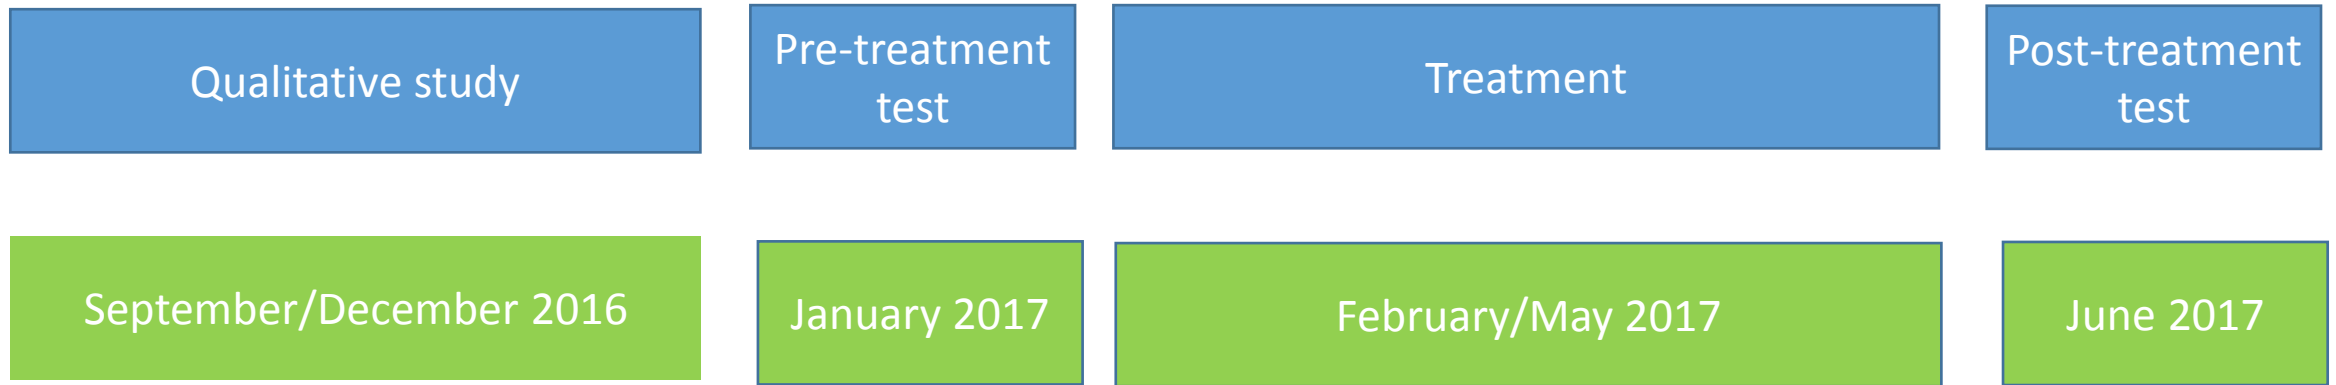 Qualitative study
Pre-treatment
test
Treatment
Post-treatment
test
September/December 2016
January 2017
February/May 2017
June 2017